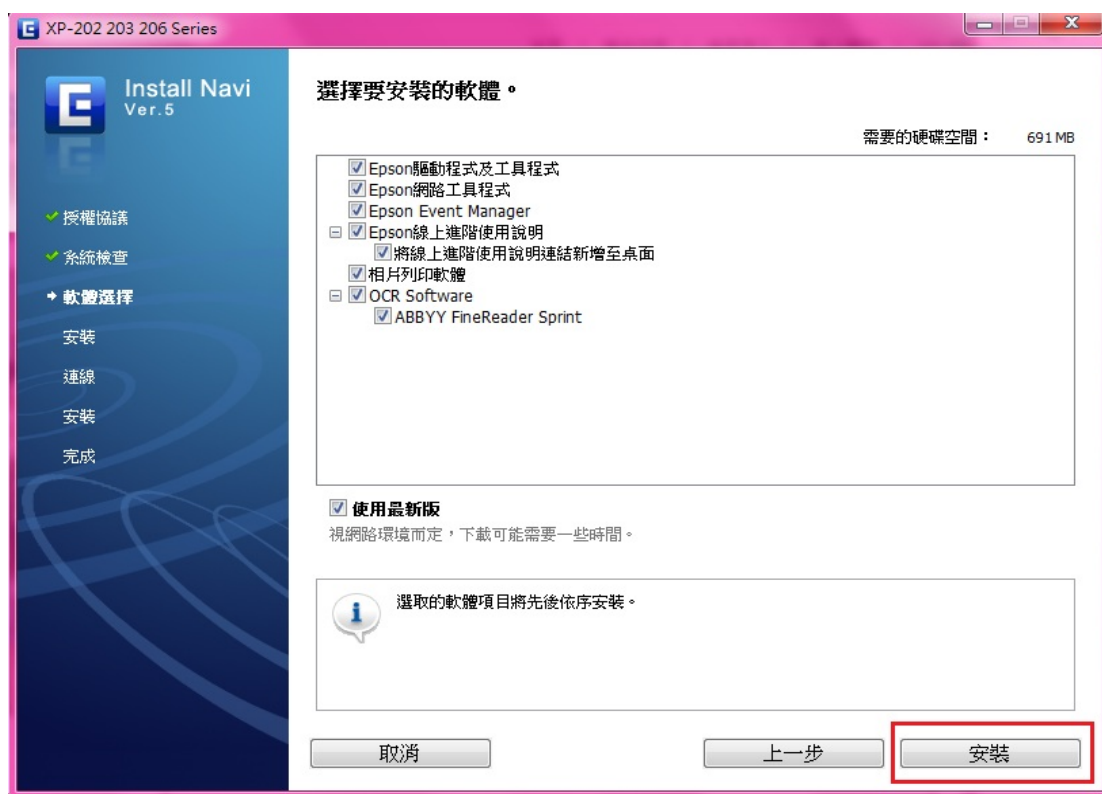 XP-202 203 206 Series
Install Navi
Ver.5
授權協議
系統檢查
軟體選擇
安裝
連線
安裝
完成
選擇要安裝的軟體。
需要的硬碟空間： 691 MB
Epson驅動程式及工具程式
Epson網路工具程式
Epson Event Manager
Epson線上進階使用說明
將線上進階使用說明連結新增至桌面
相片列印軟體
OCR Software
ABBYY FineReader Sprint
使用最新版
視網路環境而定，下載可能需要一些時間。
選取的軟體項目將先後依序安裝。
取消
上一步
安裝